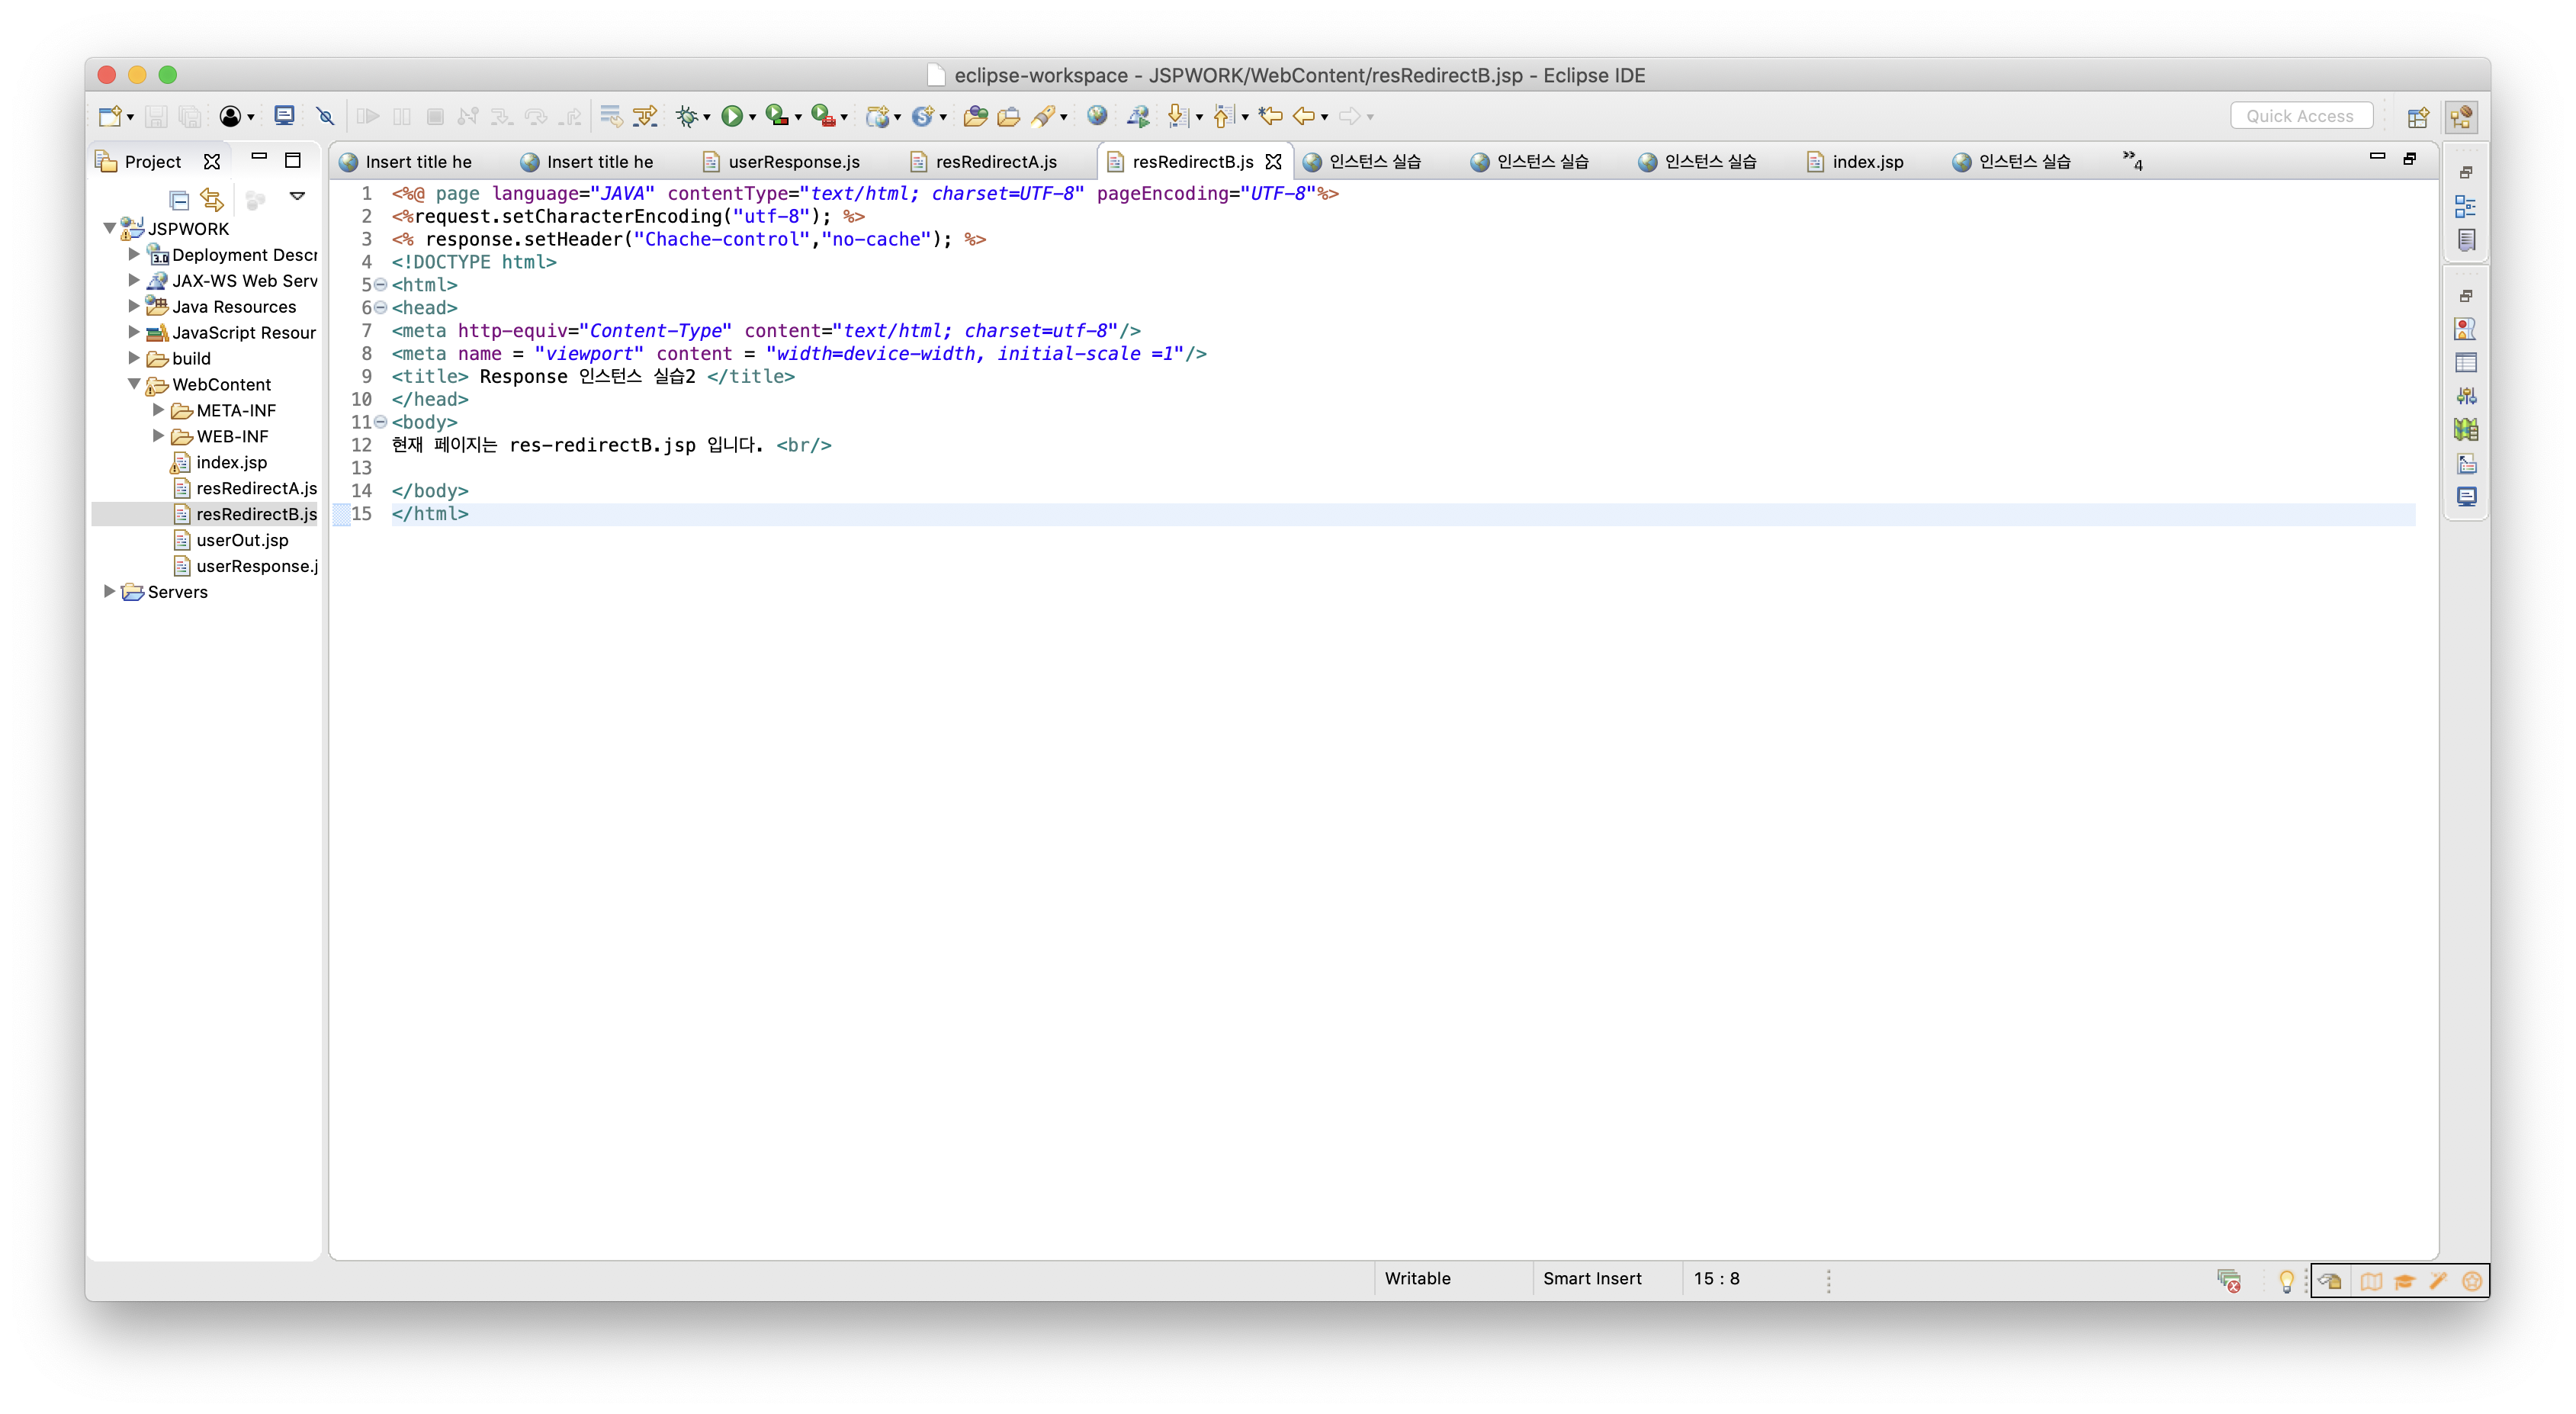 eclipse-workspace - JSPWORK/WebContent/resRedirectB.jsp - Eclipse IDE
Quick Access
Project
Insert title he
Insert title he
userResponse.js
resRedirectA.js
resRedirectB.js
인스턴스 실습
인스턴스 실습
인스턴스 실습
index.jsp
인스턴스 실습
»4
JSPWORK
Deployment Descr
JAX-WS Web Serv
Java Resources
JavaScript Resour
build
WebContent
META-INF
WEB-INF
index.jsp
resRedirectA.js
resRedirectB.js
userOut.jsp
userResponse.j
Servers
1 <%@ page language="JAVA" contentType="text/html; charset=UTF-8" pageEncoding="UTF-8"%>
2 <%request.setCharacterEncoding("utf-8"); %>
3 <% response.setHeader("Chache-control","no-cache"); %>
4 <!DOCTYPE html>
5 <html>
6 <head>
7 <meta http-equiv="Content-Type" content="text/html; charset=utf-8"/>
8 <meta name = "viewport" content = "width=device-width, initial-scale =1"/>
9 <title> Response 인스턴스 실습2 </title>
10 </head>
11 <body>
12 현재 페이지는 res-redirectB.jsp 입니다. <br/>
13
14 </body>
15 </html>
Writable
Smart Insert
15 : 8